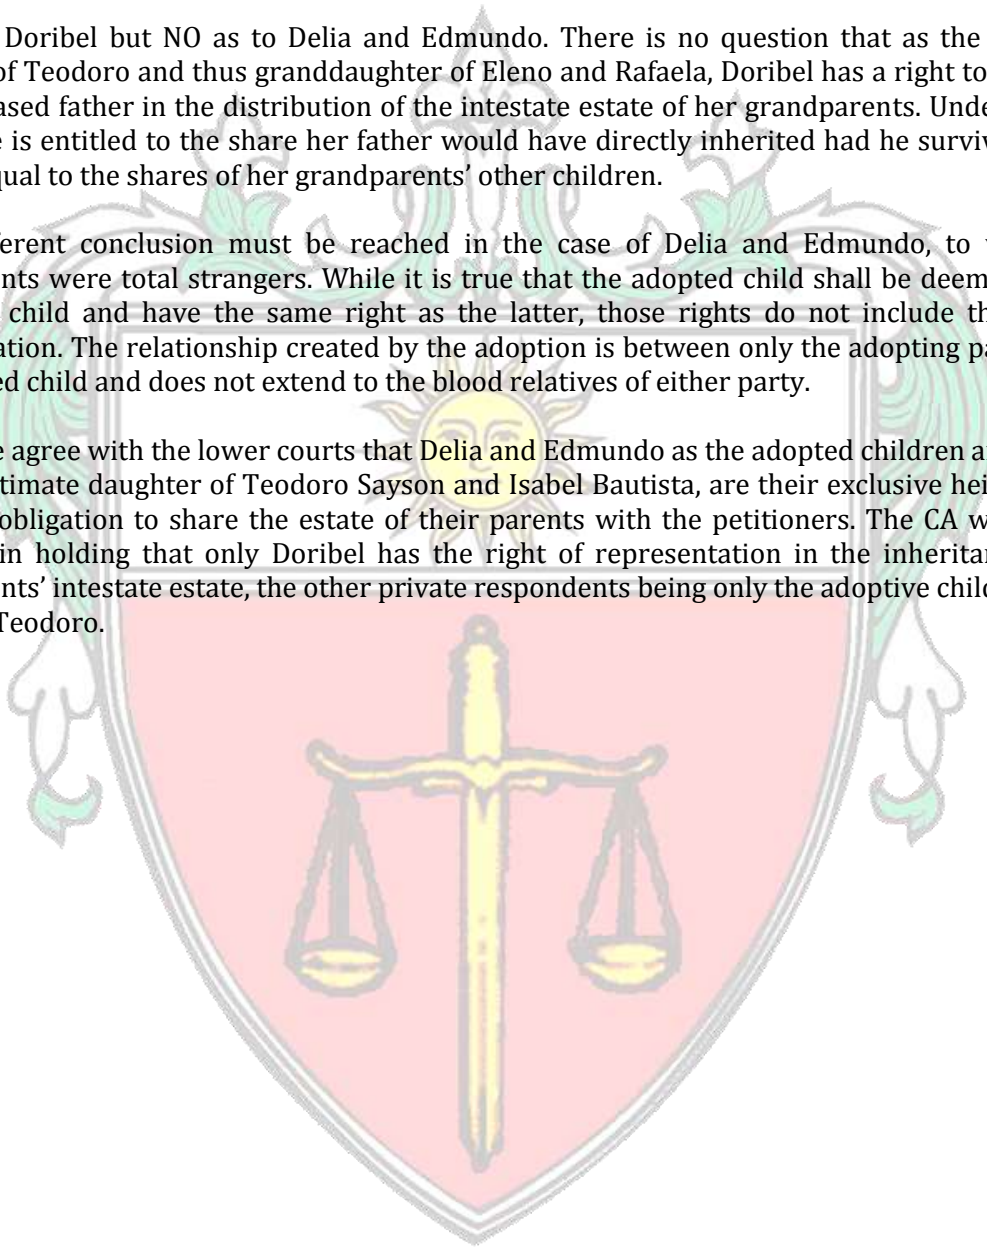 Doribel but NO as to Delia and Edmundo. There is no question that as the
of Teodoro and thus granddaughter of Eleno and Rafaela, Doribel has a right to
ased father in the distribution of the intestate estate of her grandparents. Unde
is entitled to the share her father would have directly inherited had he surviv
qual to the shares of her grandparents’ other children.
erent conclusion must be reached in the case of Delia and Edmundo, to
nts were total strangers. While it is true that the adopted child shall be deem
child and have the same right as the latter, those rights do not include th
ation. The relationship created by the adoption is between only the adopting pa
ed child and does not extend to the blood relatives of either party.
e agree with the lower courts that Delia and Edmundo as the adopted children a
timate daughter of Teodoro Sayson and Isabel Bautista, are their exclusive hei
obligation to share the estate of their parents with the petitioners. The CA w
in holding that only Doribel has the right of representation in the inheritan
nts’ intestate estate, the other private respondents being only the adoptive chil
Teodoro.